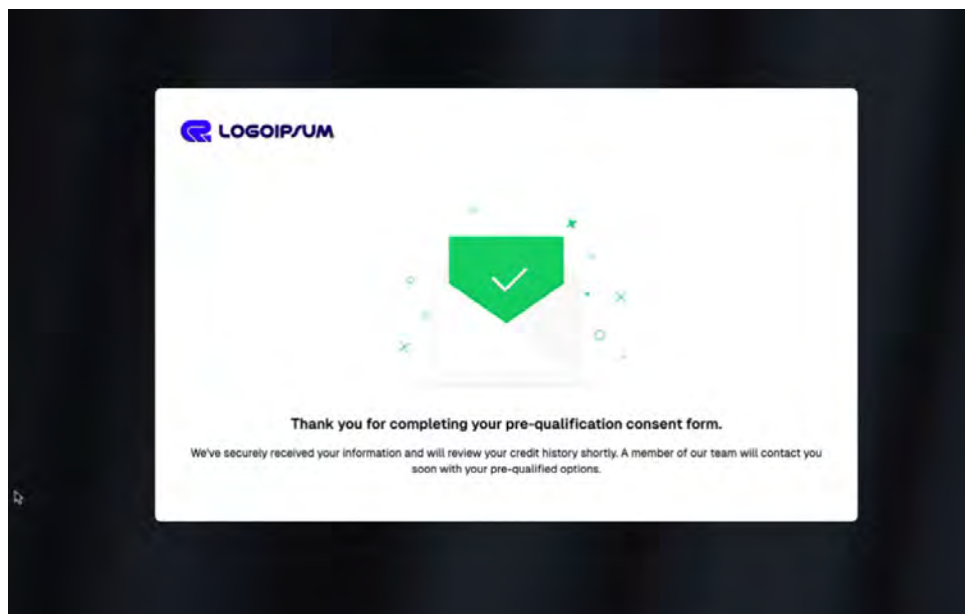 LOGOIPSUM
Thank you for completing your pre-qualification consent form.
We've securely received your information and will review your credit history shortly. A member of our team will contact you
soon with your pre-qualified options.